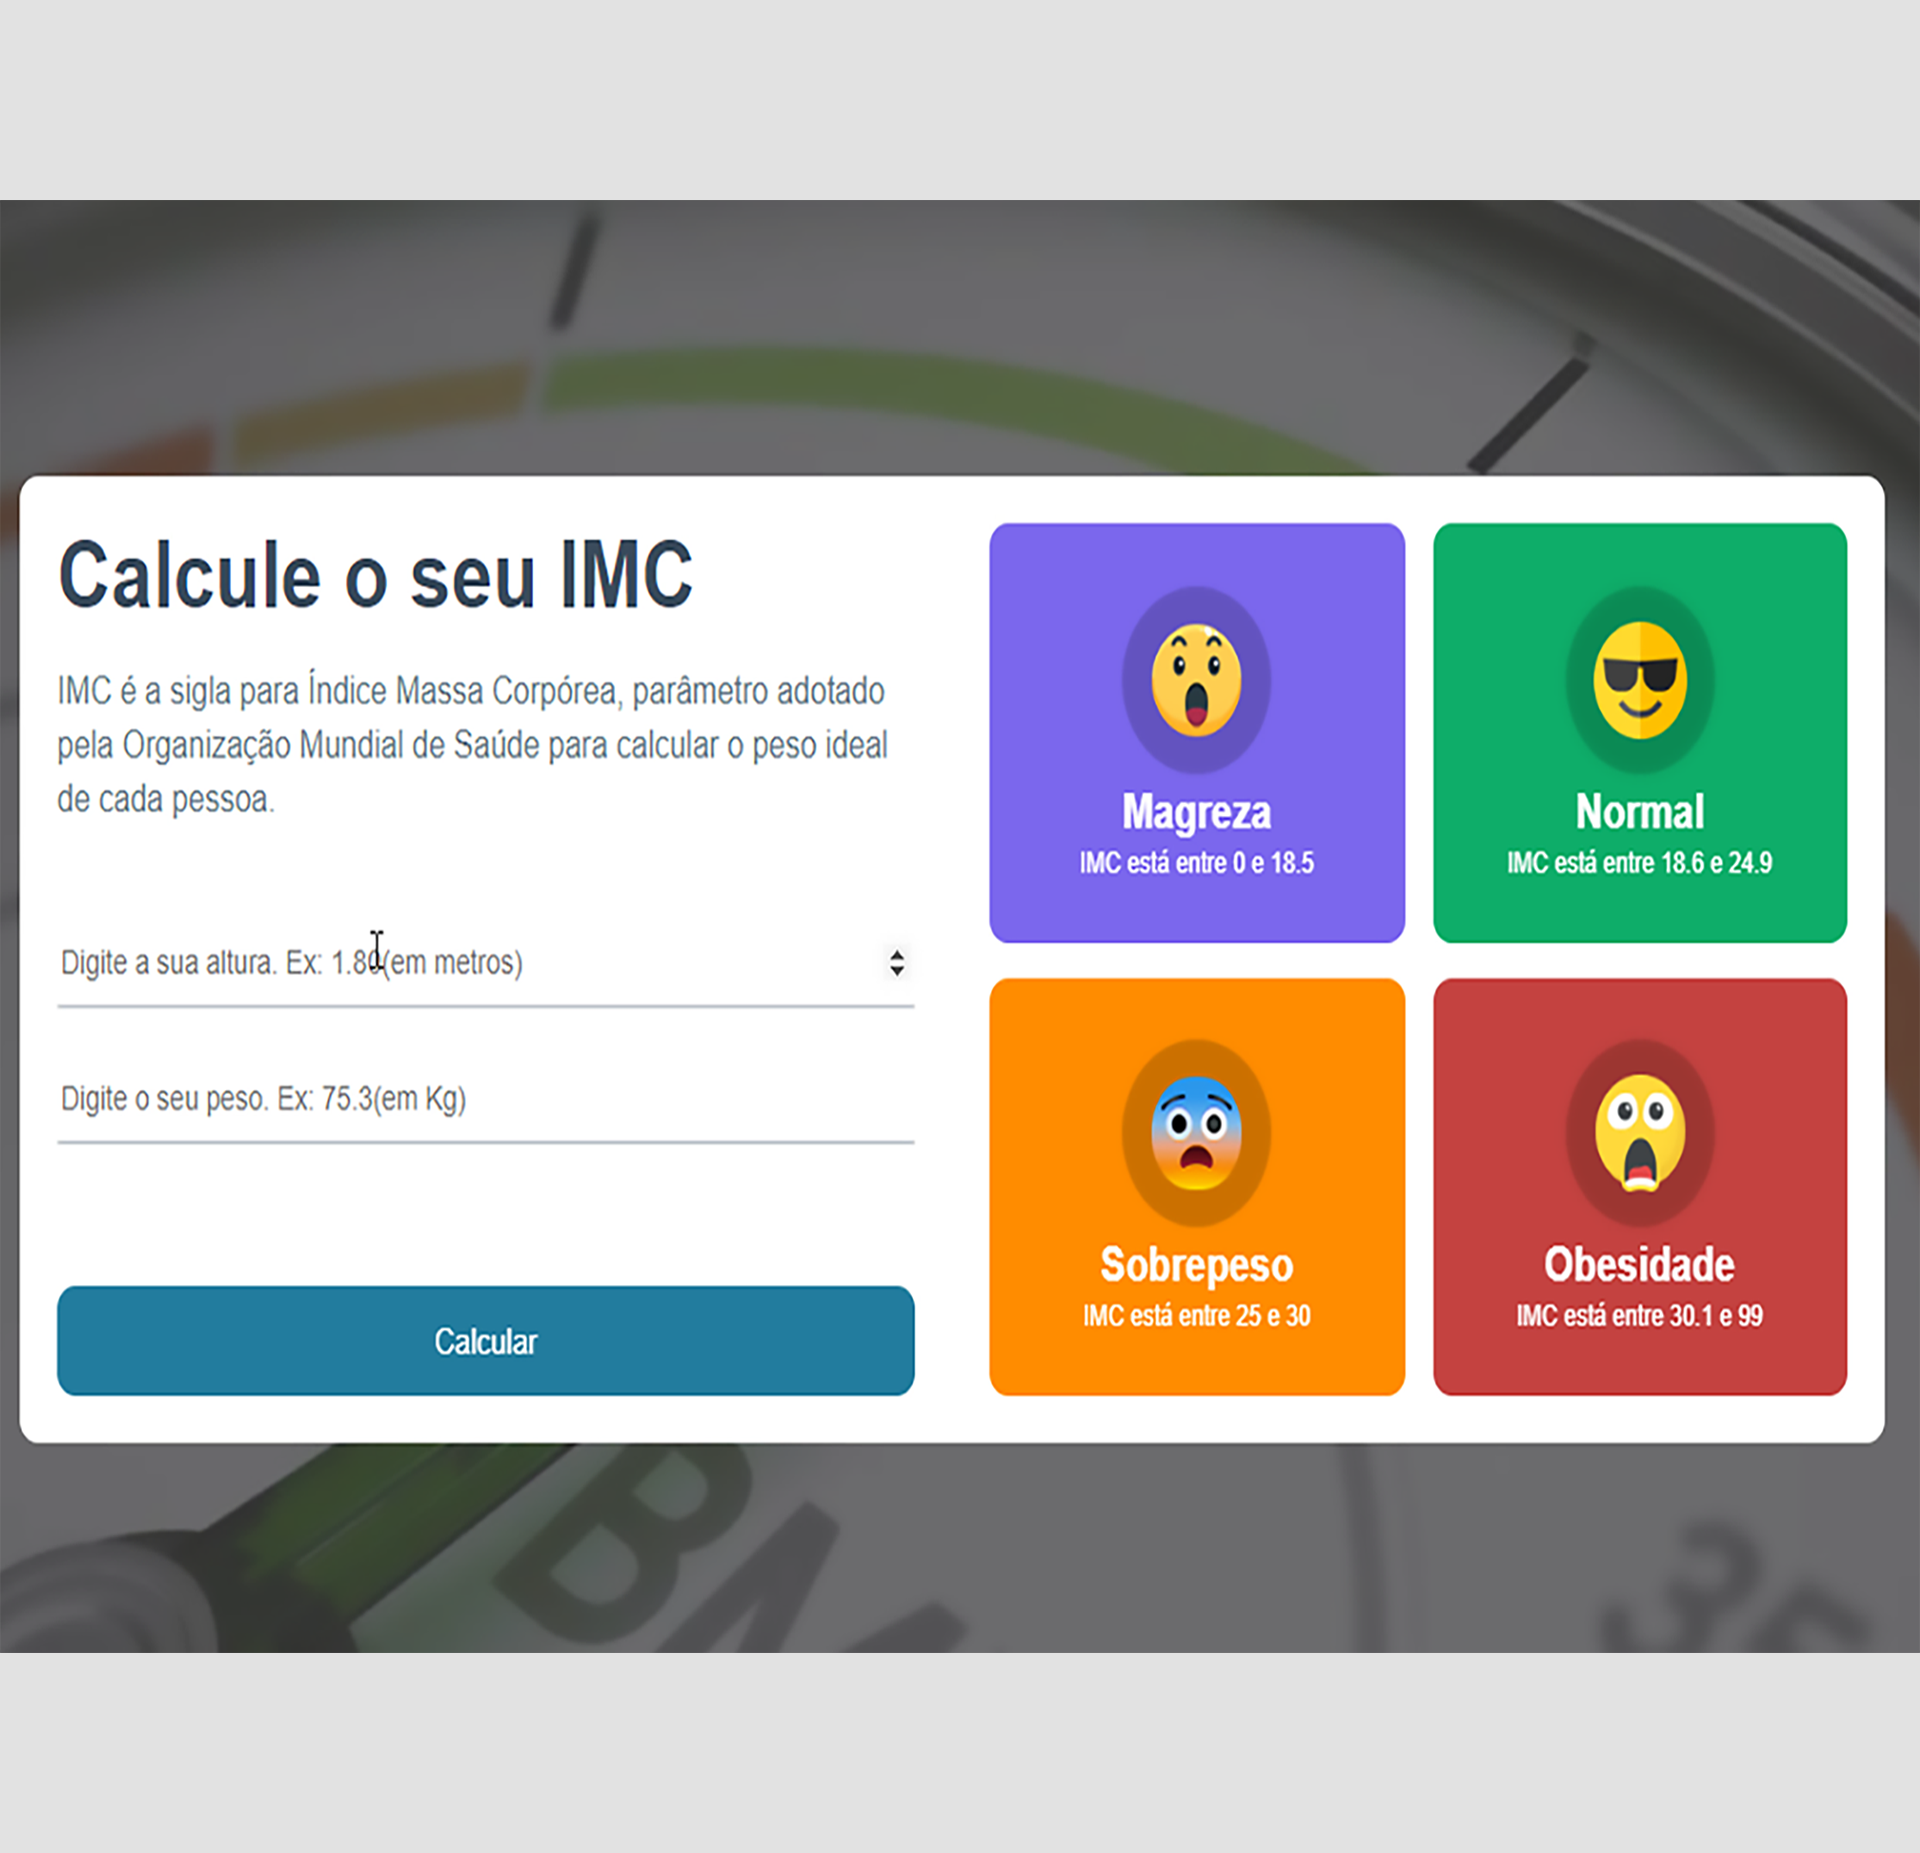 Calcule o seu IMC
IMC é a sigla para Índice Massa Corpórea, parâmetro adotado
pela Organização Mundial de Saúde para calcular o peso ideal
de cada pessoa.
Digite a sua altura. Ex: 1.80(em metros)
Digite o seu peso. Ex: 75.3(em Kg)
Calcular
Magreza
IMC está entre 0 e 18.5
Normal
IMC está entre 18.6 e 24.9
Sobrepeso
IMC está entre 25 e 30
Obesidade
IMC está entre 30.1 e 99
35